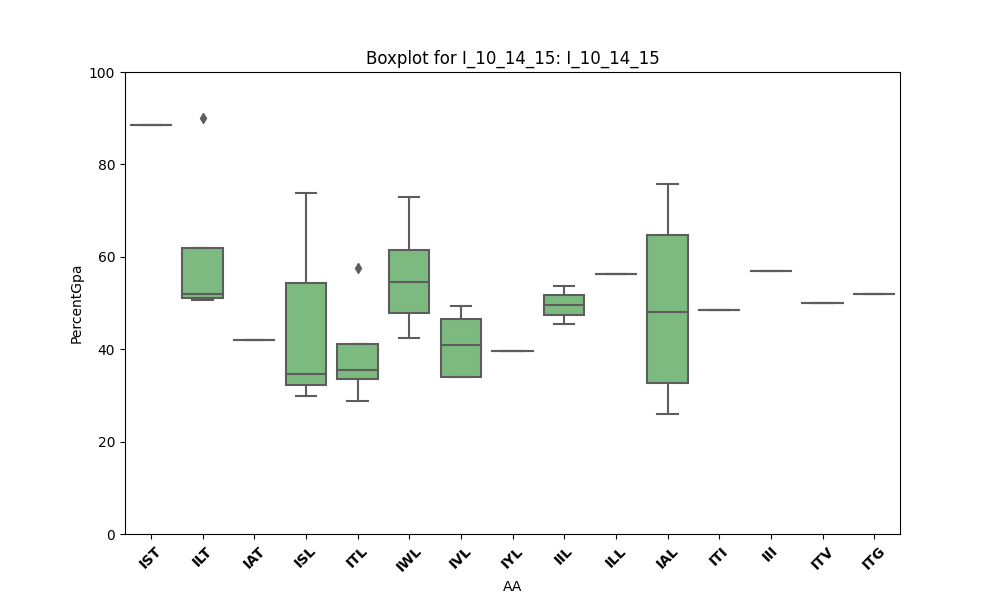 Boxplot for I_10_14_15: I_10_14_15
100
80
60
40
20
0
PercentGpa
IST ILT IAT ISL ITL IWL IVL IYL IIL ILL IAL ITI III ITV ITG
AA